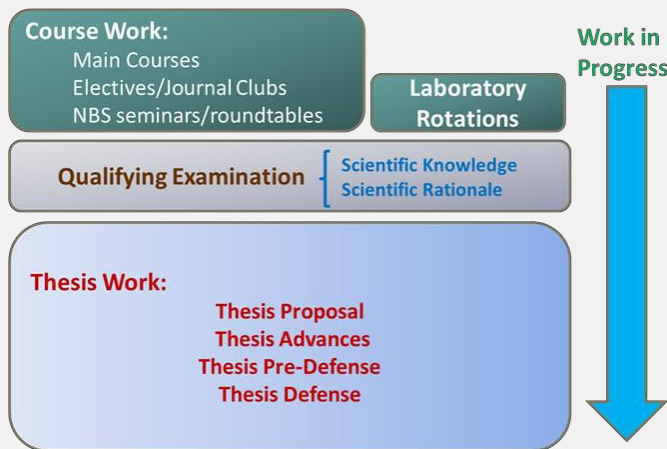 Course Work:
Main Courses
Electives/Journal Clubs
NBS seminars/roundtables
Laboratory
Rotations
Work in
Progress
Qualifying Examination
Scientific Knowledge
Scientific Rationale
Thesis Work:
Thesis Proposal
Thesis Advances
Thesis Pre-Defense
Thesis Defense